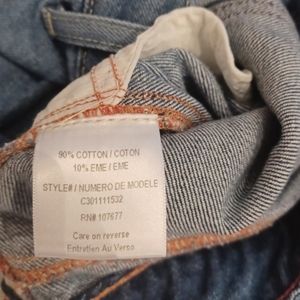 90% COTTON / COTON
10% EME / EME
STYLE# / NUMERO DE MODELE
C301111532
RN# 107677
Care on reverse
Entretien Au Verso